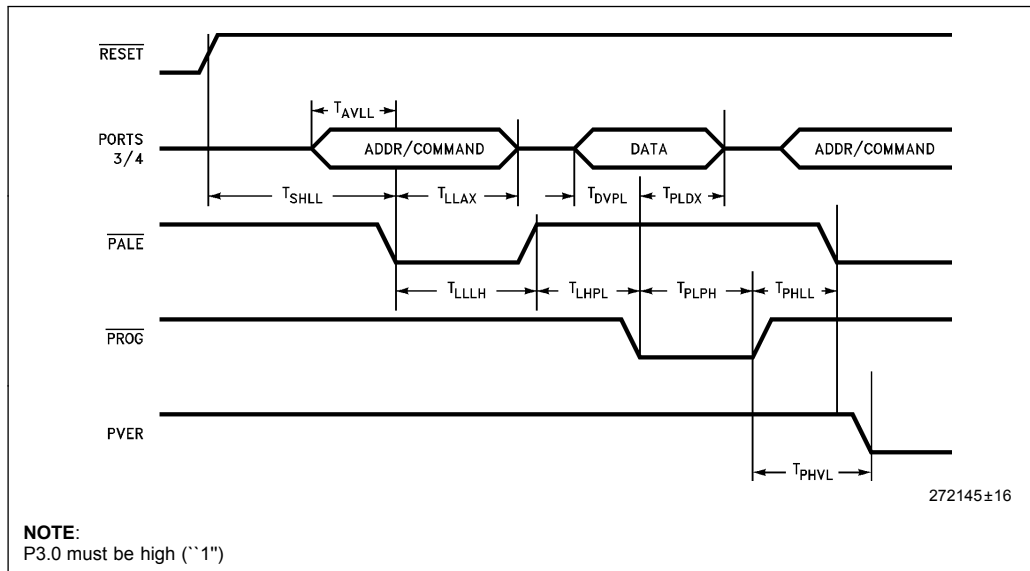 RESET
T_AVLL
PORTS 3/4
ADDR/COMMAND
DATA
ADDR/COMMAND
T_SHLL
T_LLAX
T_DVPL
T_PLDX
PALE
T_LLLH
T_LHPL
T_PLPH
T_PHLL
PROG
PVER
T_PHVL
272145±16
NOTE:
P3.0 must be high (``1'')